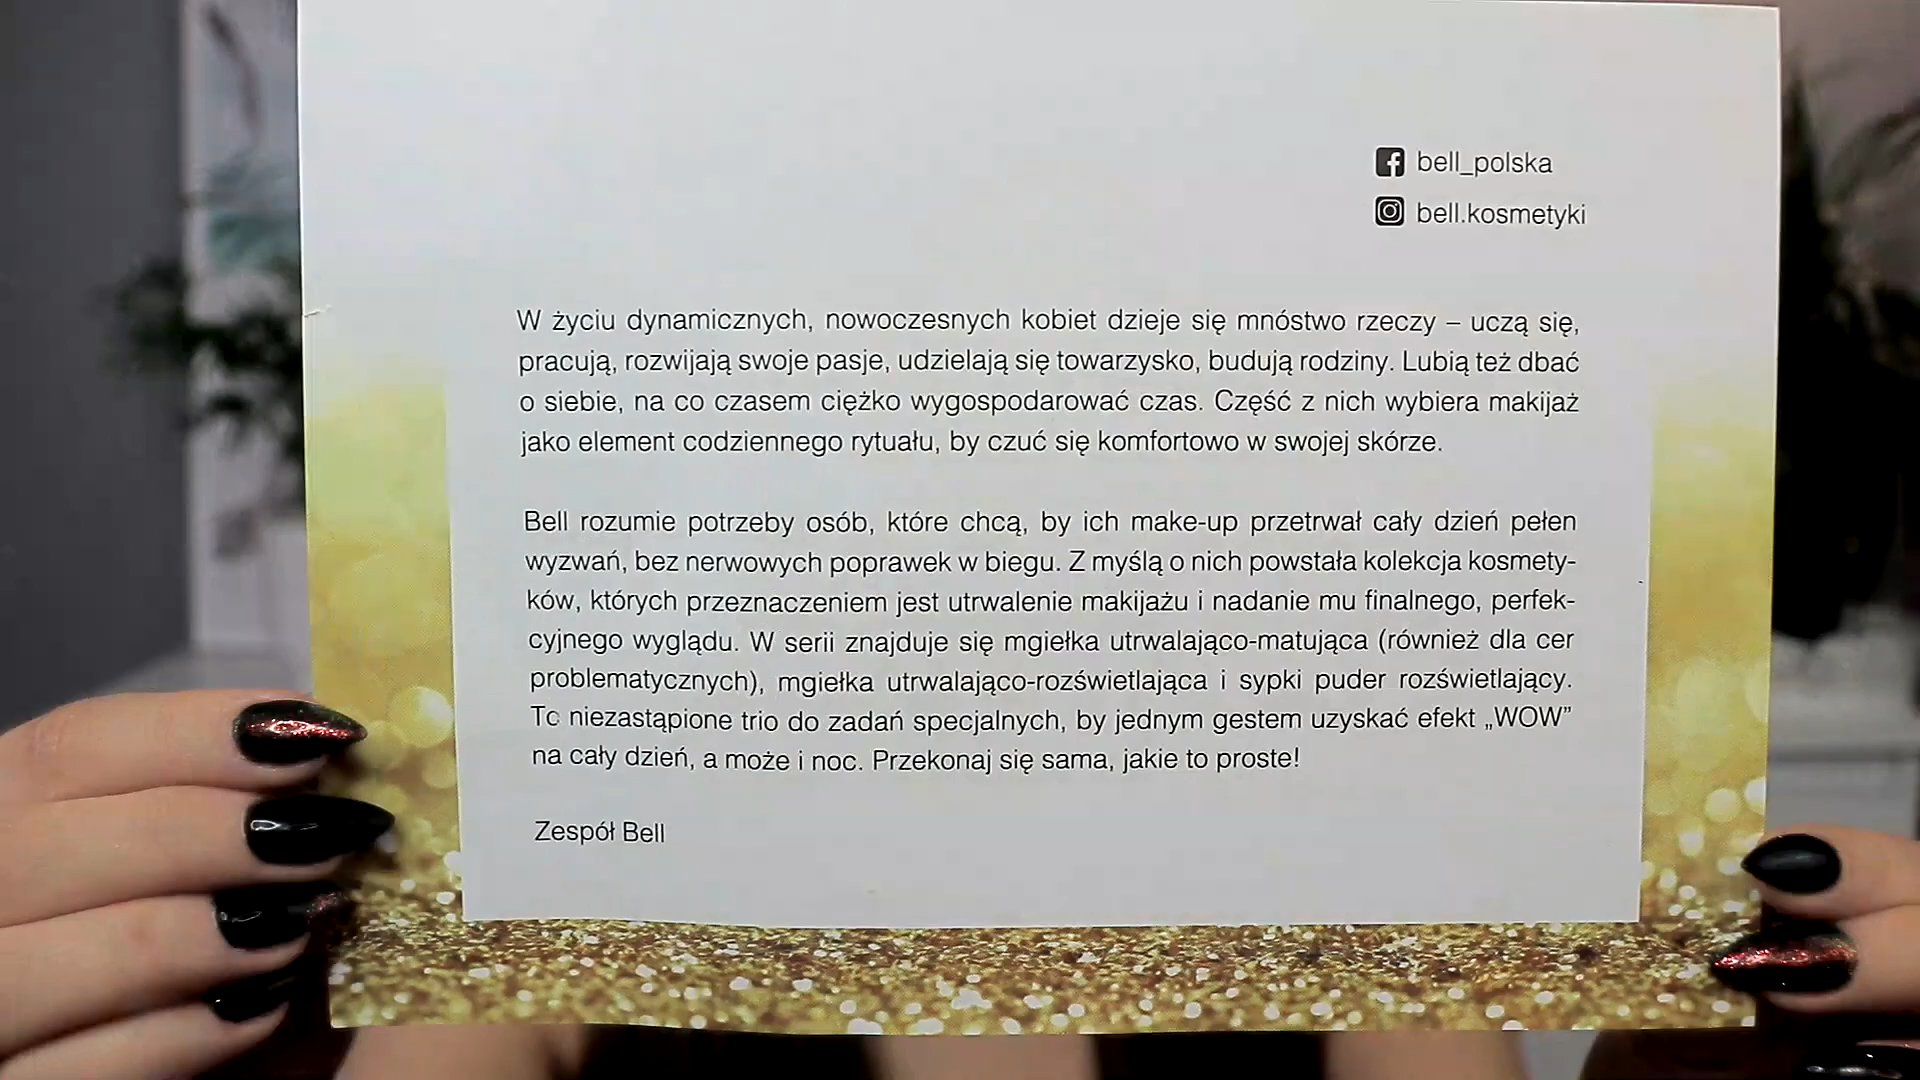 bell_polska
bell.kosmetyki
W życiu dynamicznych, nowoczesnych kobiet dzieje się mnóstwo rzeczy – uczą się,
pracują, rozwijają swoje pasje, udzielają się towarzysko, budują rodziny. Lubią też dbać
o siebie, na co czasem ciężko wygospodarować czas. Część z nich wybiera makijaż
jako element codziennego rytuału, by czuć się komfortowo w swojej skórze.
Bell rozumie potrzeby osób, które chcą, by ich make-up przetrwał cały dzień pełen
wyzwań, bez nerwowych poprawek w biegu. Z myślą o nich powstała kolekcja kosmety-
ków, których przeznaczeniem jest utrwalenie makijażu i nadanie mu finalnego, perfek-
cyjnego wyglądu. W serii znajduje się mgiełka utrwalająco-matująca (również dla cer
problematycznych), mgiełka utrwalająco-rozświetlająca i sypki puder rozświetlający.
To niezastąpione trio do zadań specjalnych, by jednym gestem uzyskać efekt „WOW”
na cały dzień, a może i noc. Przekonaj się sama, jakie to proste!
Zespół Bell